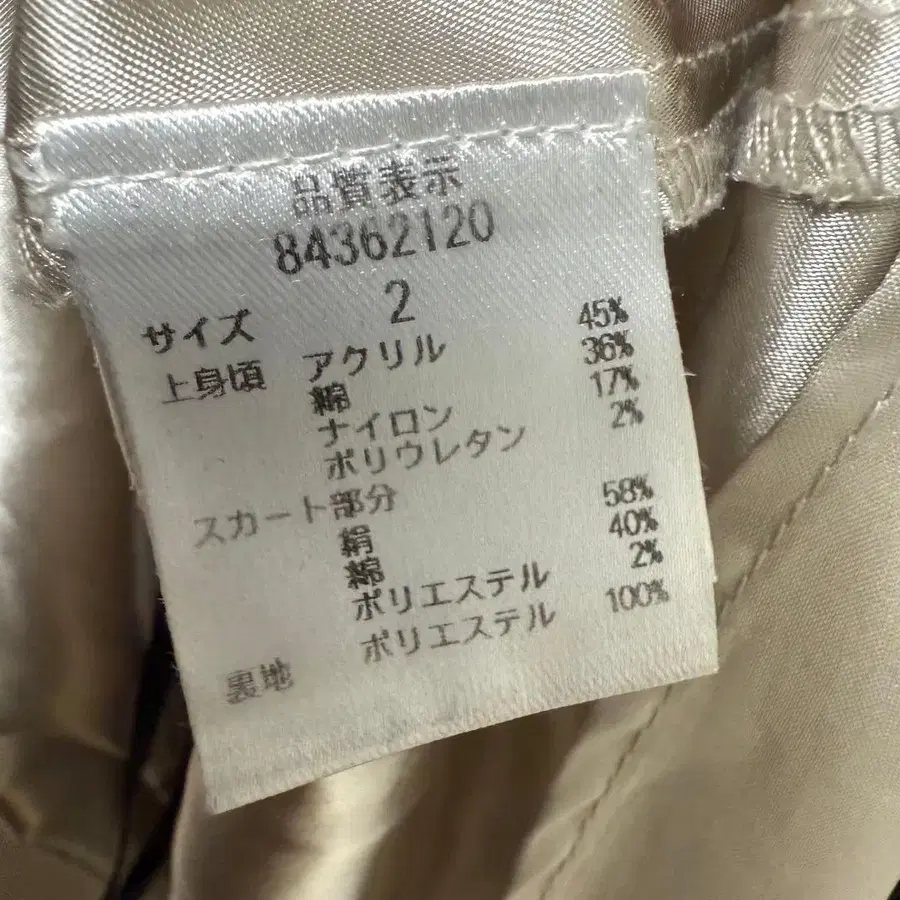 品質表示
84362120
サイズ 2
上身頃 アクリル 45%
綿 36%
ナイロン 17%
ポリウレタン 2%
スカート部分
絹 58%
綿 40%
ポリエステル 2%
裏地 ポリエステル 100%